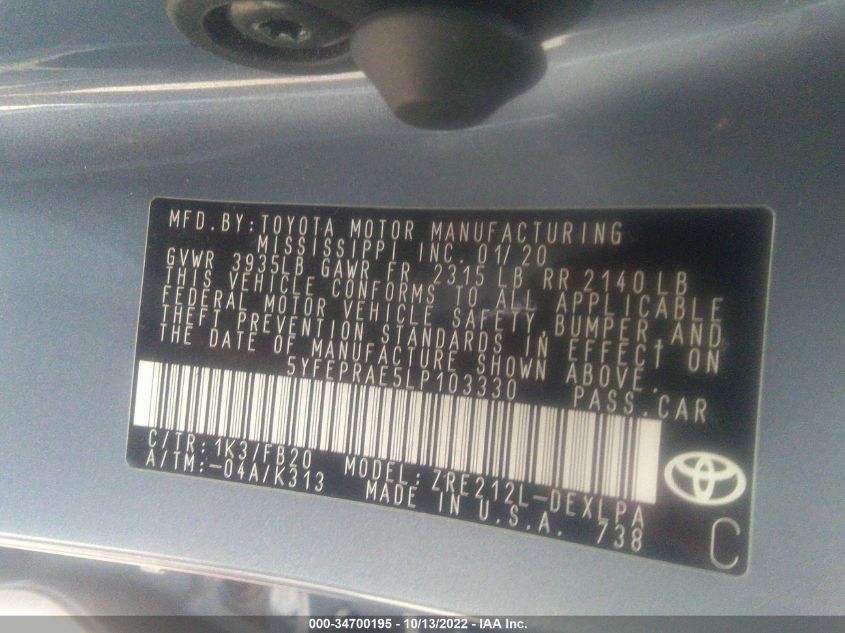 MFD.BY:TOYOTA MOTOR MANUFACTURING
MISSISSIPPI INC. 01/20
GVWR 3935LB GAWR FR 2315 LB RR 2140 LB
THIS VEHICLE CONFORMS TO ALL APPLICABLE
FEDERAL MOTOR VEHICLE SAFETY, BUMPER AND
THEFT PREVENTION STANDARDS IN EFFECT ON
THE DATE OF MANUFACTURE SHOWN ABOVE.
5YFEPRAE5LP103330 PASS.CAR
C/TR:1K3/FB20 MODEL:ZRE212L-DEXLPA
A/TM:-04A/K313 MADE IN U.S.A. 738
C
000-34700195 - 10/13/2022 - IAA Inc.